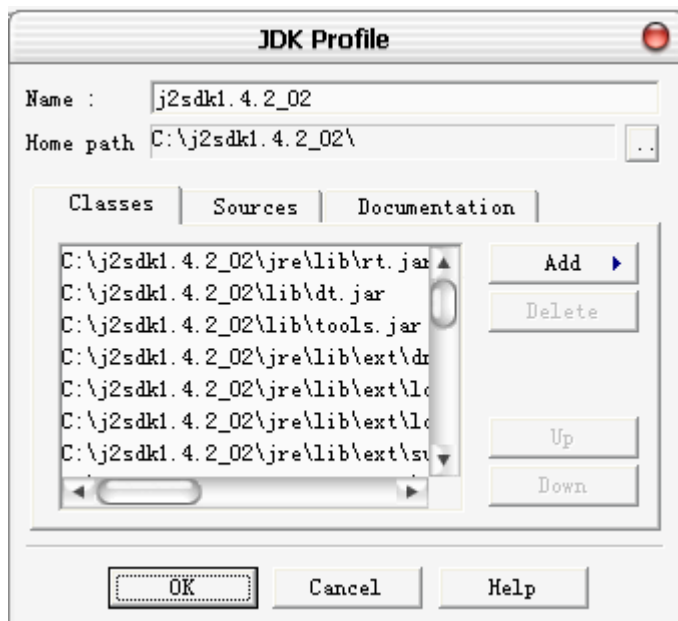 JDK Profile
Name :
j2sdk1.4.2_02
Home path
C:\j2sdk1.4.2_02\
..
Classes
Sources
Documentation
C:\j2sdk1.4.2_02\jre\lib\rt.jar
C:\j2sdk1.4.2_02\lib\dt.jar
C:\j2sdk1.4.2_02\lib\tools.jar
C:\j2sdk1.4.2_02\jre\lib\ext\
C:\j2sdk1.4.2_02\jre\lib\ext\lo
C:\j2sdk1.4.2_02\jre\lib\ext\lo
C:\j2sdk1.4.2_02\jre\lib\ext\
Add
Delete
Up
Down
OK
Cancel
Help